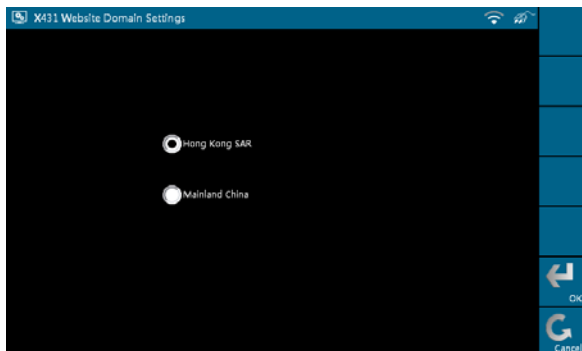 X431 Website Domain Settings
Hong Kong SAR
Mainland China
OK
Cancel